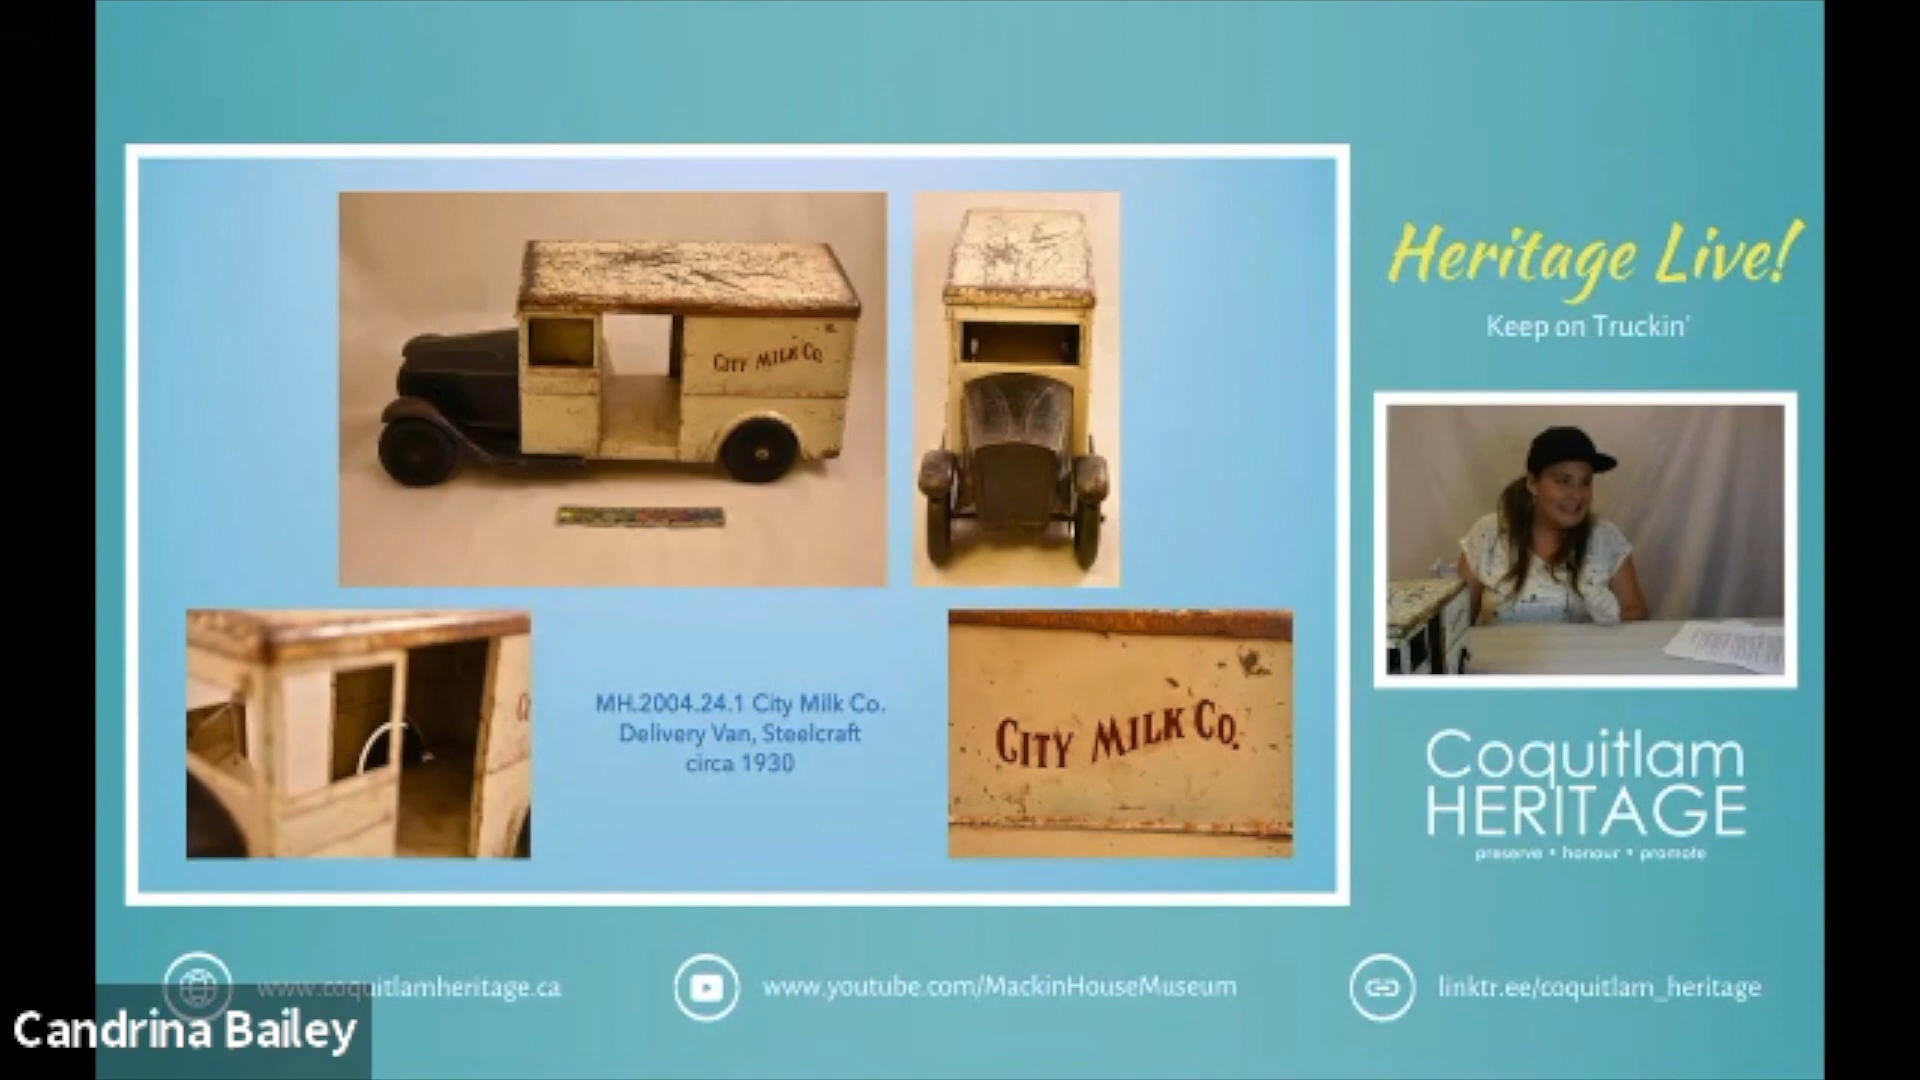 Heritage Live!
Keep on Truckin'
CITY MILK CO.
MH.2004.24.1 City Milk Co.
Delivery Van, Steelcraft
circa 1930
CITY MILK CO.
Coquitlam
HERITAGE
preserve • honour • promote
www.coquitlamheritage.ca
www.youtube.com/MackinHouseMuseum
linktr.ee/coquitlam_heritage
Candrina Bailey